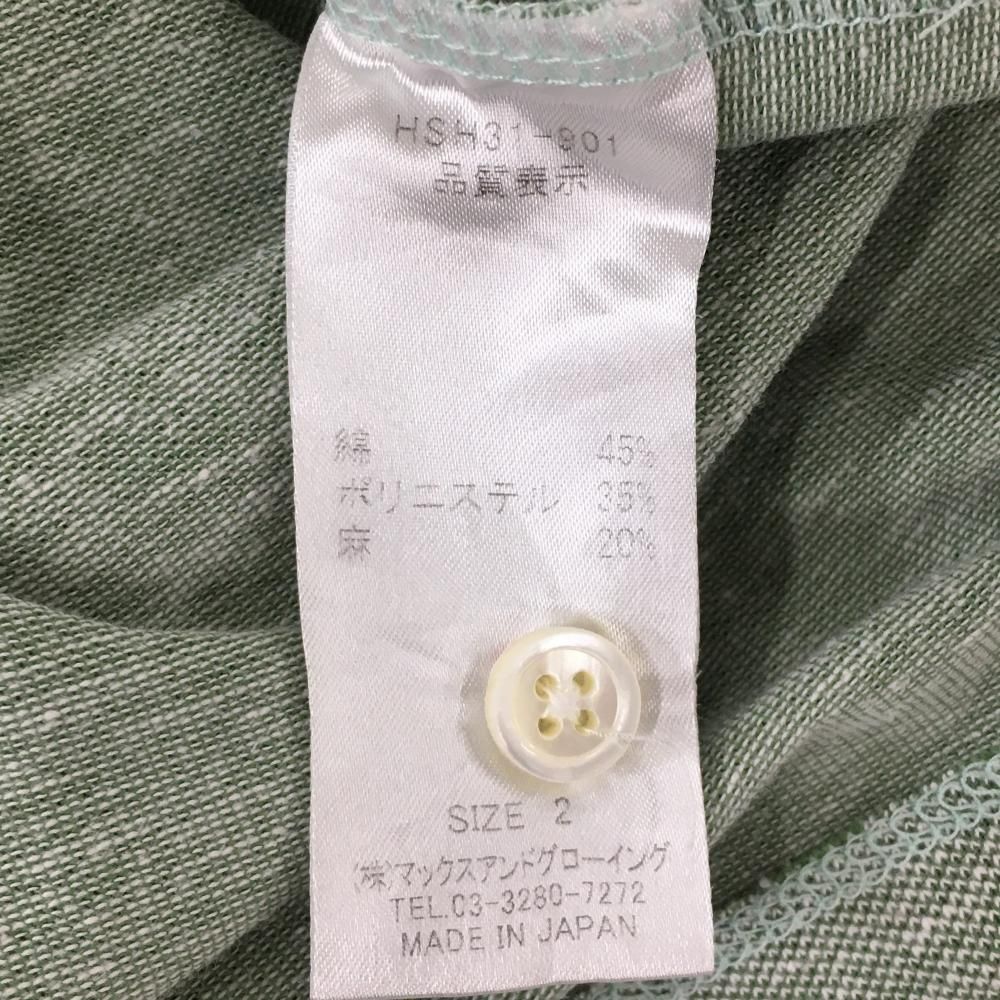 HSH31-901
品質表示
綿 45%
ポリエステル 35%
麻 20%
SIZE 2
(株)マックスアンドグローイング
TEL.03-3280-7272
MADE IN JAPAN